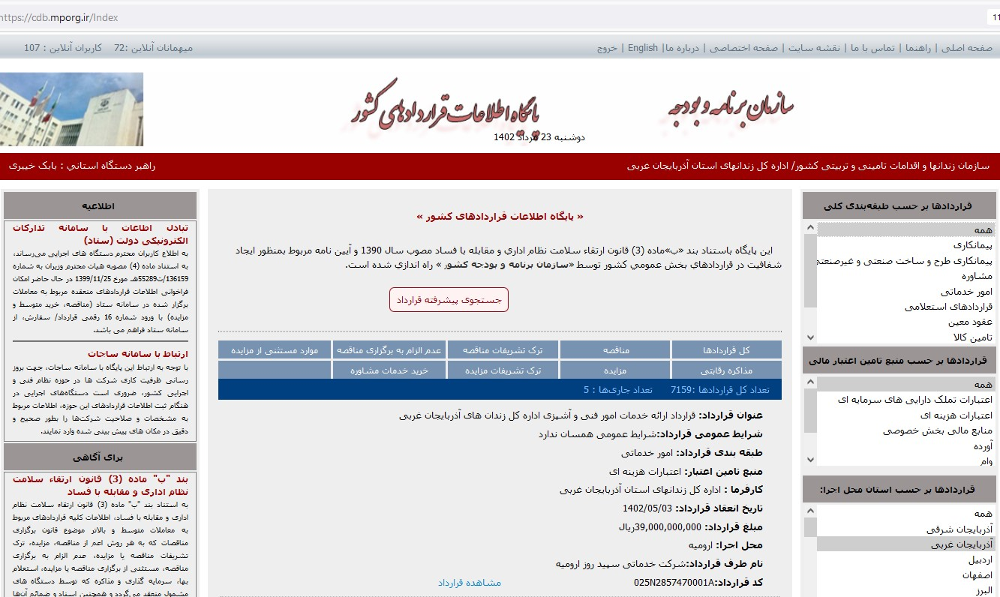 https://cdb.mporg.ir/Index
11
صفحه اصلی | راهنما | تماس با ما | نقشه سایت | صفحه اختصاصی | درباره ما| English | خروج
میهمانان آنلاین :72 کاربران آنلاین : 107
سازمان برنامه و بودجه
پایگاه اطلاعات قراردادهای کشور
دوشنبه 23 مرداد 1402
سازمان زندانها و اقدامات تامینی و تربیتی کشور/ اداره کل زندانهای استان آذربایجان غربی
راهبر دستگاه استاني : بابک خیبری
قراردادها بر حسب طبقه‌بندی کلی
همه
پیمانکاری
پیمانکاری طرح و ساخت صنعتی و غیرصنعتی
مشاوره
امور خدماتی
قراردادهای استعلامی
عقود معین
تامین کالا
قراردادها بر حسب منبع تامین اعتبار مالی
همه
اعتبارات تملک دارایی های سرمایه ای
اعتبارات هزینه ای
منابع مالی بخش خصوصی
آورده
وام
قراردادها بر حسب استان محل اجرا:
همه
آذربایجان شرقی
آذربایجان غربی
اردبیل
اصفهان
البرز
« پایگاه اطلاعات قراردادهای کشور »
این پایگاه باستناد بند «ب»ماده (3) قانون ارتقاء سلامت نظام اداري و مقابله با فساد مصوب سال 1390 و آیین نامه مربوط بمنظور ایجاد
شفافیت در قراردادهاي بخش عمومي کشور توسط «سازمان برنامه و بودجه کشور » راه اندازي شده است.
جستجوی پیشرفته قرارداد
کل قراردادها مناقصه ترک تشریفات مناقصه عدم الزام به برگزاری مناقصه موارد مستثنی از مزایده
مذاکره رقابتی مزایده ترک تشریفات مزایده خرید خدمات مشاوره
تعداد کل قراردادها :7159 تعداد جاری‌ها : 5
عنوان قرارداد: قرارداد ارائه خدمات امور فنی و آشپزی اداره کل زندان های آذربایجان غربی
شرایط عمومی قرارداد:شرایط عمومی همسان ندارد
طبقه بندی قرارداد: امور خدماتی
منبع تامین اعتبار: اعتبارات هزینه ای
کارفرما : اداره کل زندانهای استان آذربایجان غربی
تاریخ انعقاد قرارداد: 1402/05/03
مبلغ قرارداد: 39,000,000,000ریال
محل اجرا: ارومیه
نام طرف قرارداد:شرکت خدماتی سپید روز ارومیه
کد قرارداد:025N2857470001A مشاهده قرارداد
اطلاعیه
تبادل اطاعات با سامانه تدارکات
الکترونیکی دولت (ستاد)
به اطلاع کاربران محترم دستگاه های اجرایی می‌رساند،
به استناد ماده (4) مصوبه هیات محترم وزیران به شماره
136159/ت55289هـ مورخ 1399/11/25 در حال حاضر امکان
فراخوانی اطلاعات قراردادهای منعقده مربوط به معاملات
برگزار شده در سامانه ستاد (مناقصه، خرید متوسط و
مزایده) با ورود شماره 16 رقمی قرارداد/ سفارش، از
سامانه ستاد فراهم می باشد.
ارتباط با سامانه ساجات
با توجه به ارتباط این پایگاه با سامانه ساجات، جهت بروز
رسانی ظرفیت کاری شرکت ها در حوزه نظام فنی و
اجرایی کشور، ضروری است دستگاه‌های اجرایی در
هنگام ثبت اطلاعات قراردادهای این حوزه، اطلاعات مربوط
به مشخصات و صلاحیت شرکت‌ها را بطور صحیح و
دقیق در مکان های پیش بینی شده وارد نمایند.
برای آگاهی
بند "ب" ماده (3) قانون ارتقاء سلامت
نظام اداری و مقابله با فساد
به استناد بند "ب" ماده (3) قانون ارتقاء سلامت نظام
اداری و مقابله با فساد، اطلاعات کلیه قراردادهای مربوط
به معاملات متوسط و بالاتر موضوع قانون برگزاری
مناقصات که به هر روش اعم از مناقصه، مزایده، ترک
تشریفات مناقصه یا مزایده، عدم الزام به برگزاری
مناقصه، مستثنی از برگزاری مناقصه یا مزایده، استعلام
بها، سرمایه گذاری و مذاکره که توسط دستگاه های
مشمول منعقد می‌گردد و همچنین اسناد و ضمائم آن‌ها